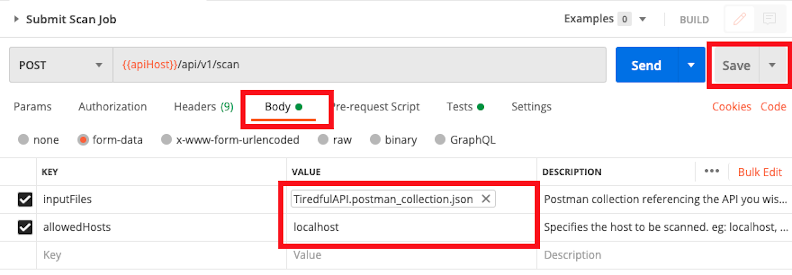 Submit Scan Job Examples 0 BUILD
POST {{apiHost}}/api/v1/scan Send Save
Params Authorization Headers (9) Body Pre-request Script Tests Settings Cookies Code
none form-data x-www-form-urlencoded raw binary GraphQL
KEY VALUE DESCRIPTION ••• Bulk Edit
inputFiles TiredfulAPI.postman_collection.json Postman collection referencing the API you wis...
allowedHosts localhost Specifies the host to be scanned. eg: localhost, ...
Key Value Description